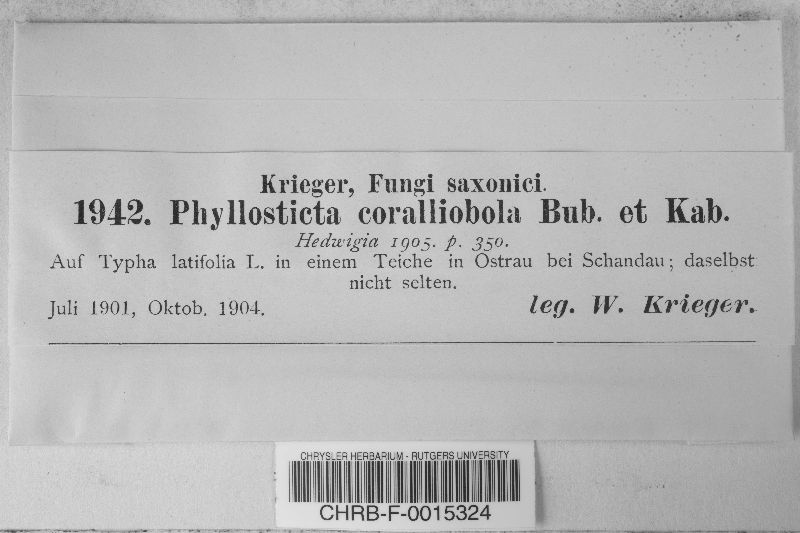 Krieger, Fungi saxonici.
1942. Phyllosticta coralliobola Bub. et Kab.
Hedwigia 1905. p. 350.
Auf Typha latifolia L. in einem Teiche in Ostrau bei Schandau; daselbst
nicht selten.
Juli 1901, Oktob. 1904. leg. W. Krieger.
CHRYSLER HERBARIUM - RUTGERS UNIVERSITY
CHRB-F-0015324